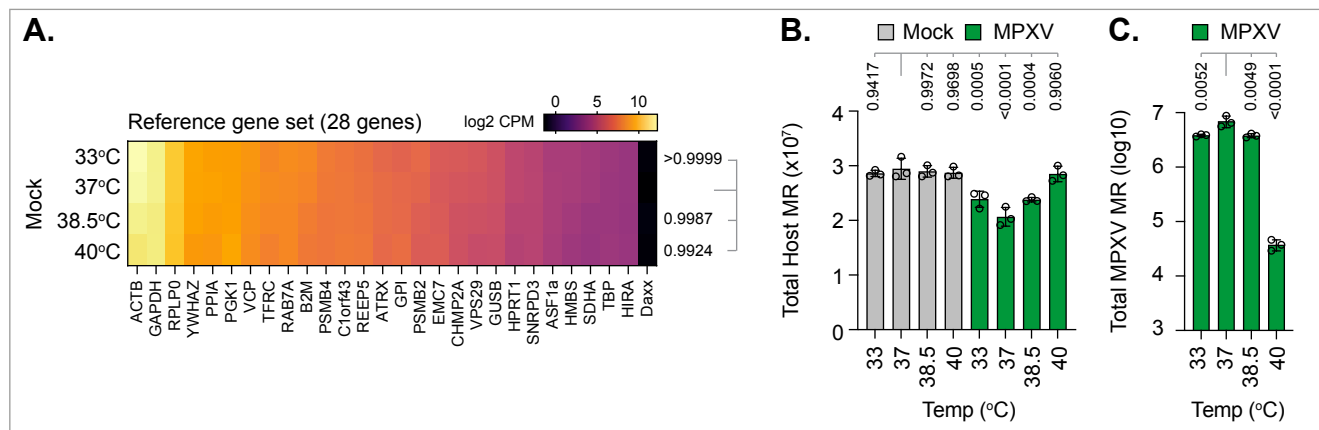 A.
Reference gene set (28 genes)
log2 CPM
0 5 10
Mock
33°C
37°C
38.5°C
40°C
>0.9999
0.9987
0.9924
ACTB
GAPDH
RPLP0
YWHAZ
PPIA
PGK1
VCP
TFRC
RAB7A
B2M
PSMB4
C1orf43
REEP5
ATRX
GPI
PSMB2
EMC7
CHMP2A
VPS29
GUSB
HPRT1
SNRPD3
ASF1a
HMBS
SDHA
TBP
HIRA
Daxx
B.
Mock MPXV
0.9417
0.9972
0.9698
0.0005
<0.0001
0.0004
0.9060
Total Host MR (x10⁷)
4
3
2
1
0
33
37
38.5
40
33
37
38.5
40
Temp (°C)
C.
MPXV
0.0052
0.0049
<0.0001
Total MPXV MR (log10)
7
6
5
4
3
33
37
38.5
40
Temp (°C)